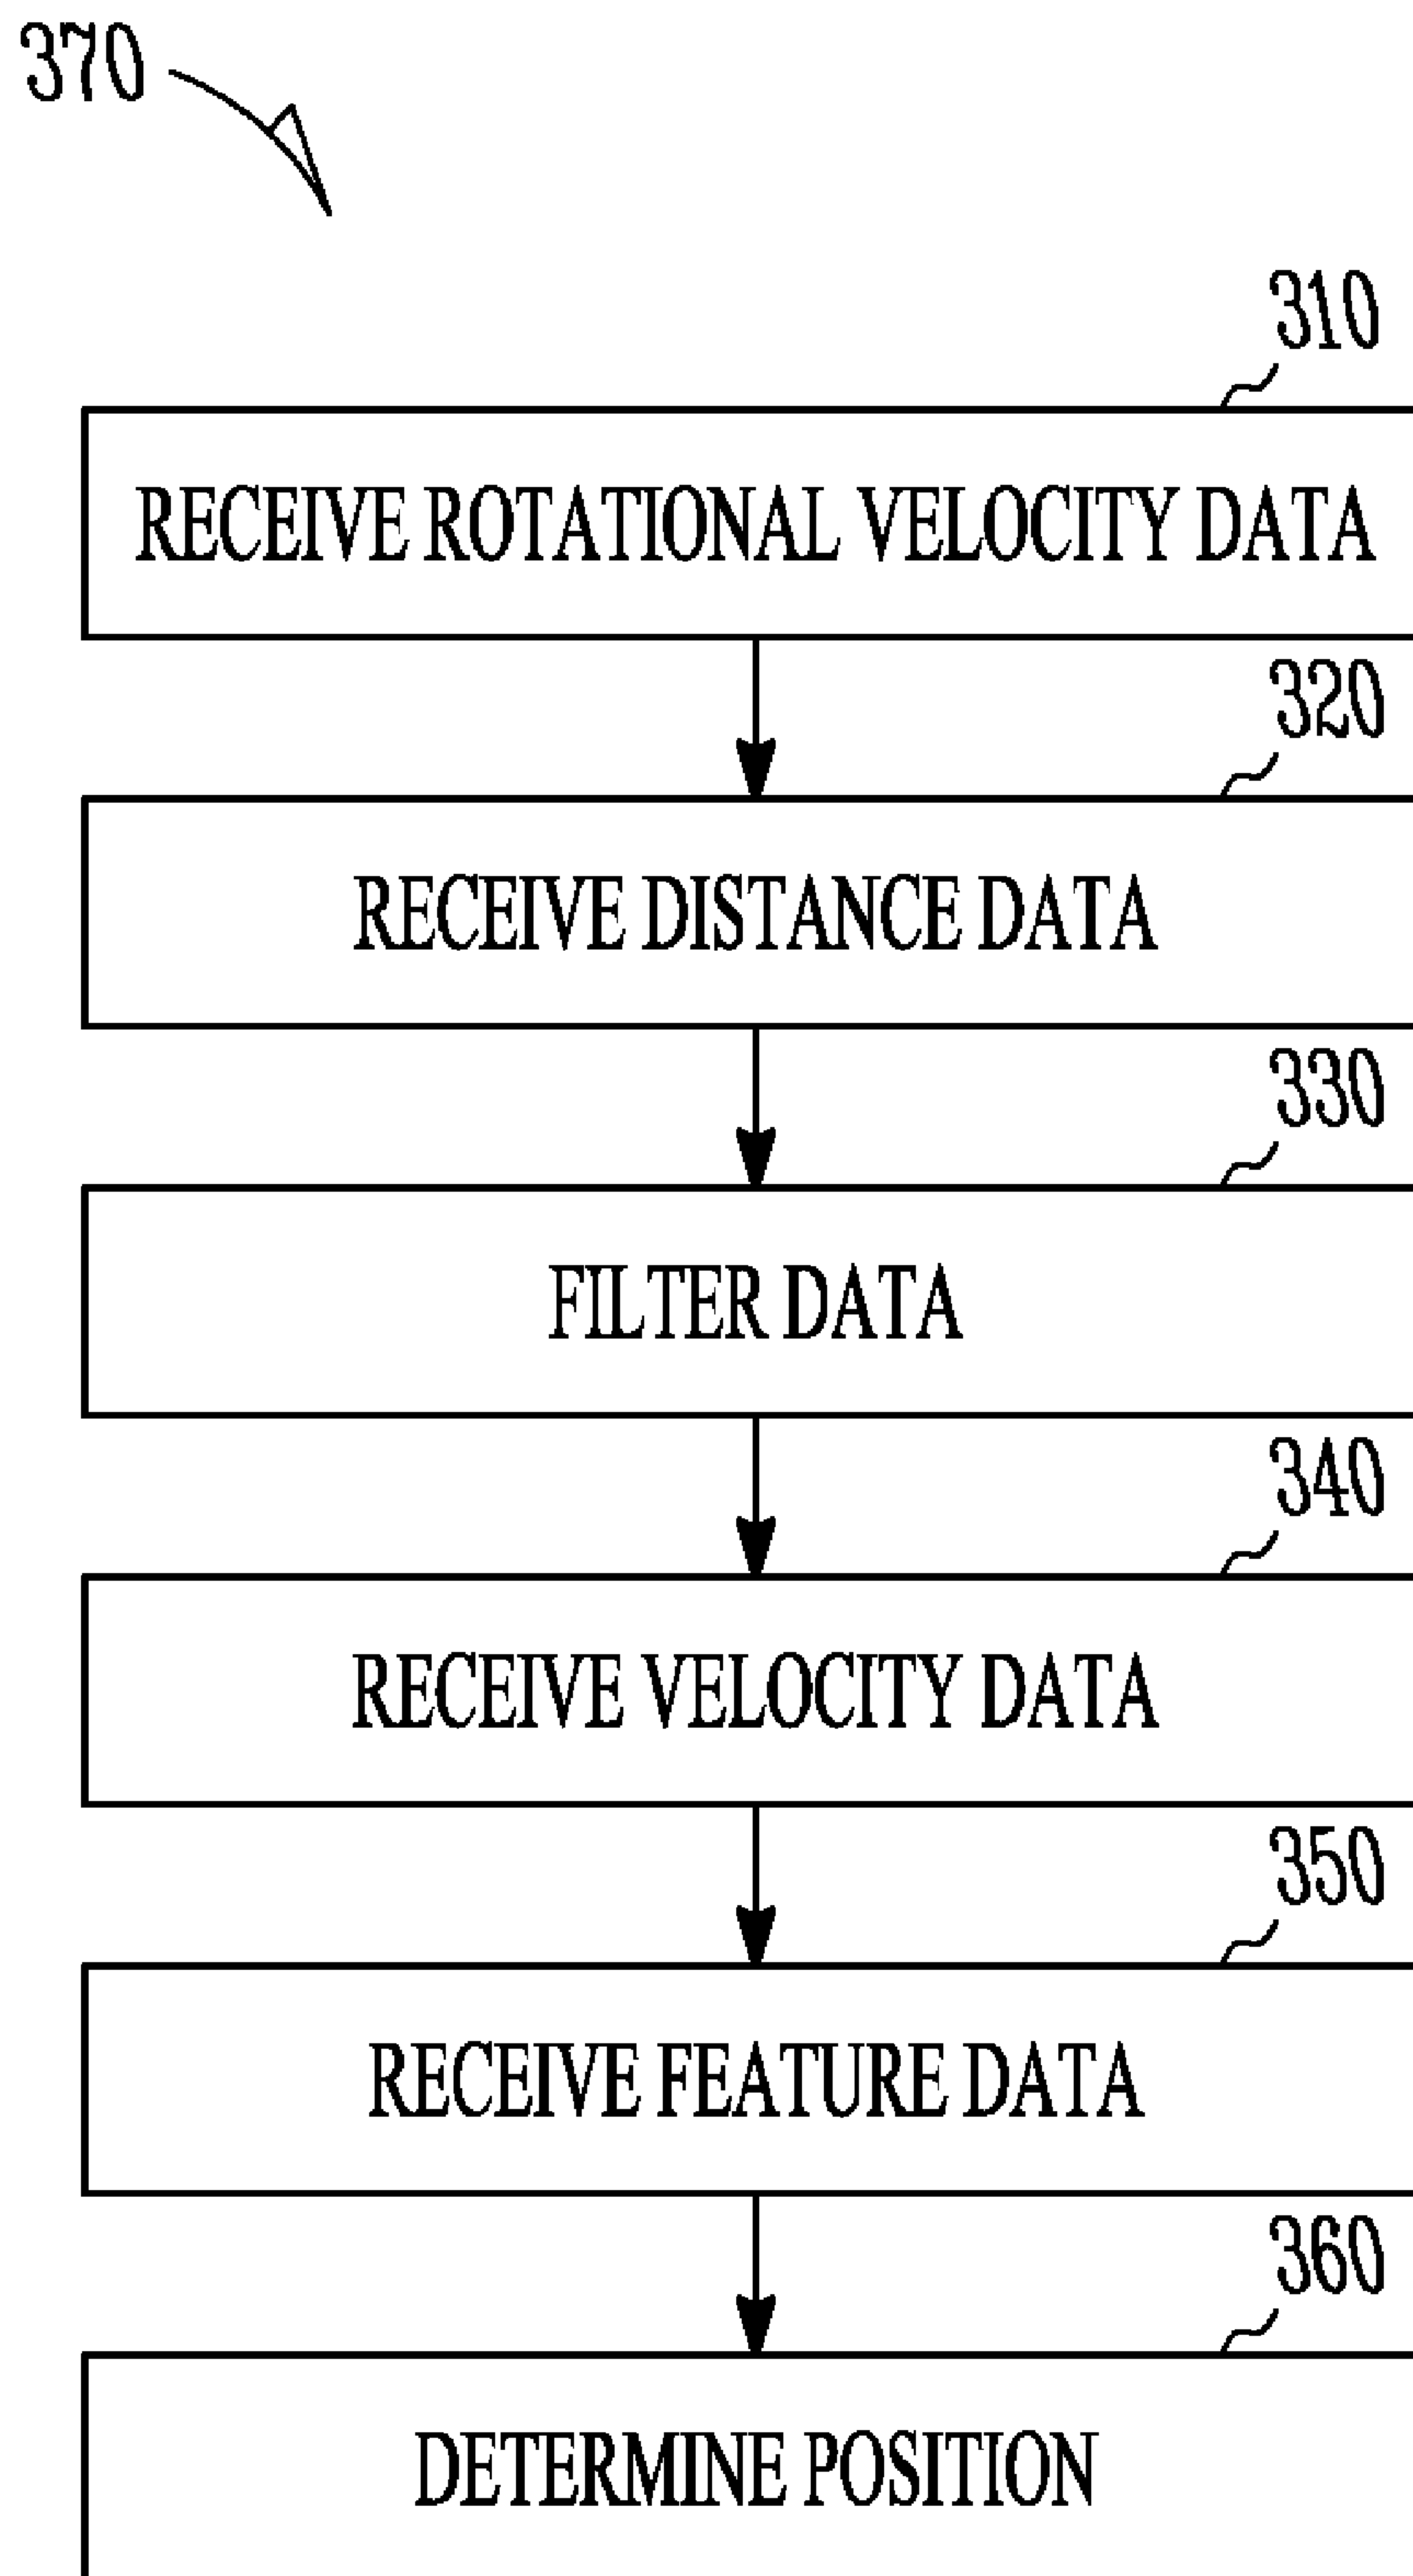 370
310
RECEIVE ROTATIONAL VELOCITY DATA
320
RECEIVE DISTANCE DATA
330
FILTER DATA
340
RECEIVE VELOCITY DATA
350
RECEIVE FEATURE DATA
360
DETERMINE POSITION